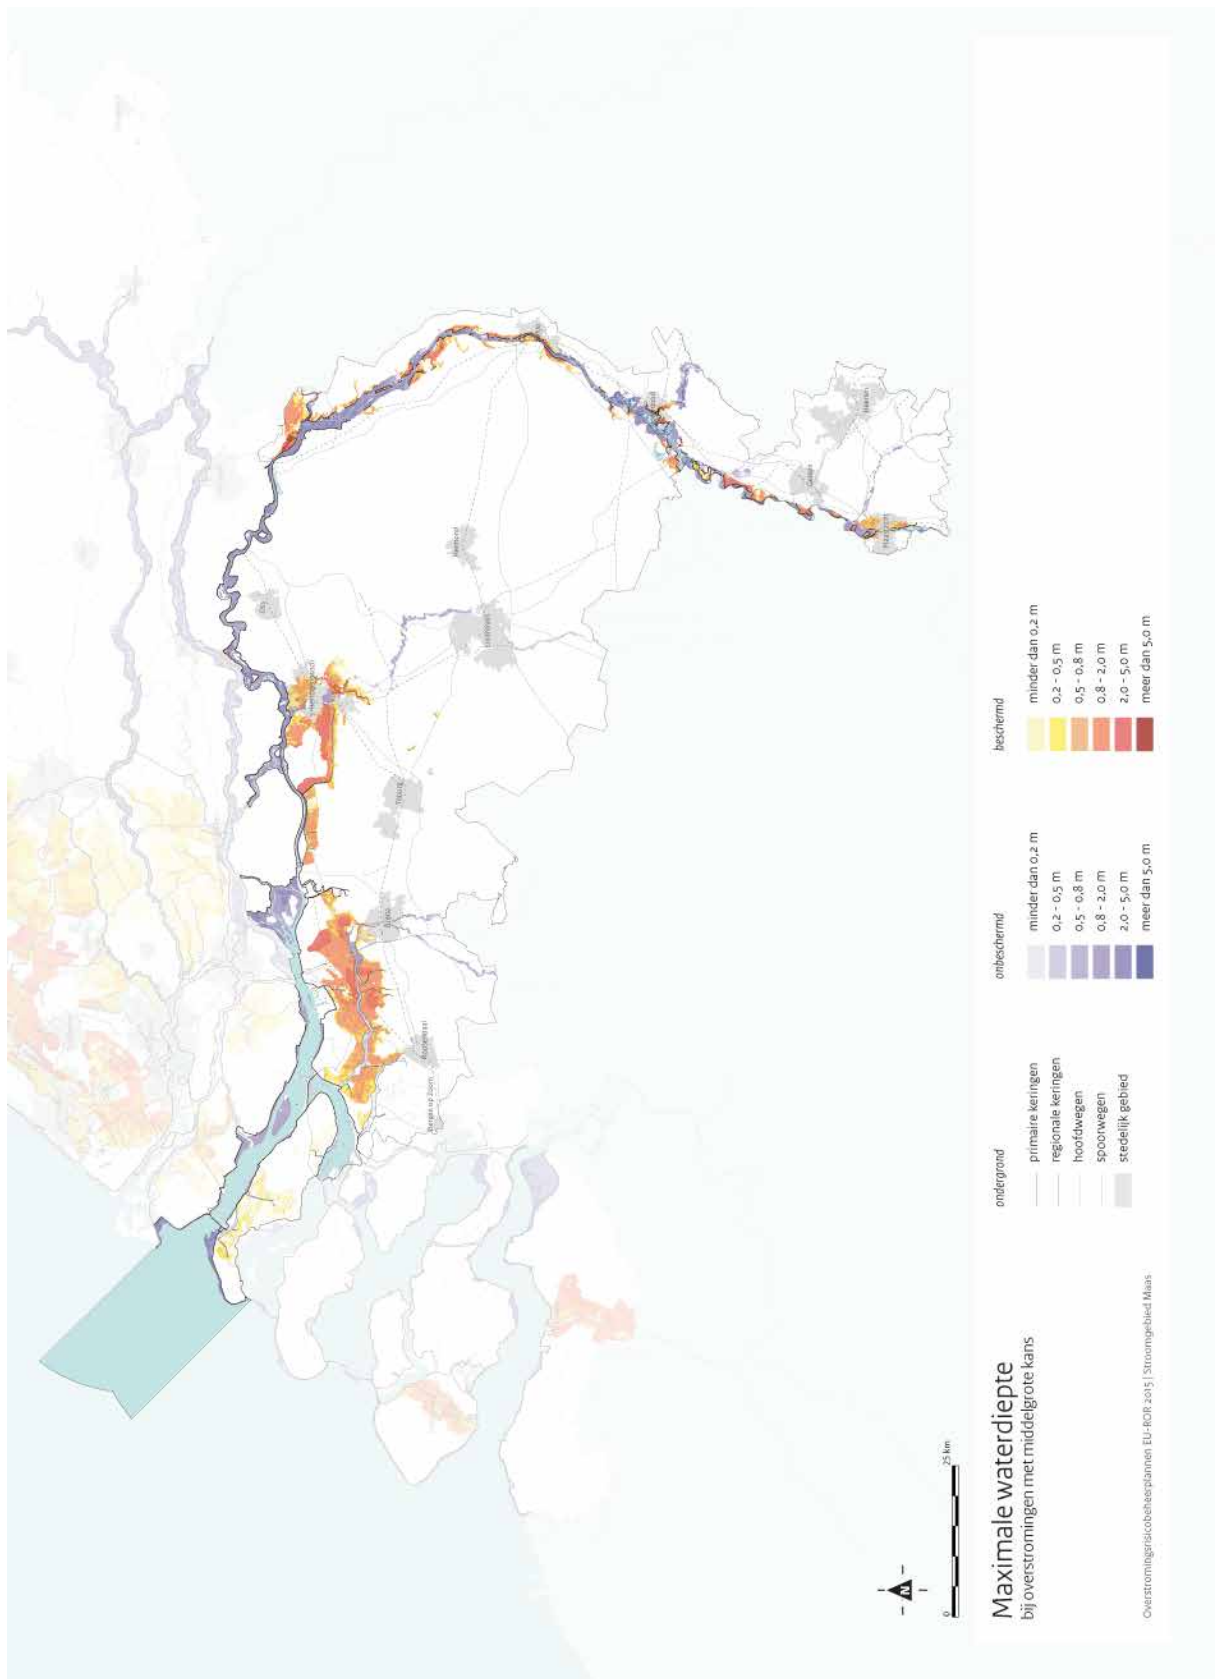 Oss
's-Hertogenbosch
Helmond
Eindhoven
Tilburg
Breda
Roosendaal
Bergen op Zoom
Geleen
Heerlen
Maastricht
0
25 km
N
Maximale waterdiepte
bij overstromingen met middelgrote kans
Overstromingsrisicobeheerplannen EU-ROR 2015 | Stroomgebied Maas
ondergrond
primaire keringen
regionale keringen
hoofdwegen
spoorwegen
stedelijk gebied
onbeschermd
minder dan 0,2 m
0,2 - 0,5 m
0,5 - 0,8 m
0,8 - 2,0 m
2,0 - 5,0 m
meer dan 5,0 m
beschermd
minder dan 0,2 m
0,2 - 0,5 m
0,5 - 0,8 m
0,8 - 2,0 m
2,0 - 5,0 m
meer dan 5,0 m